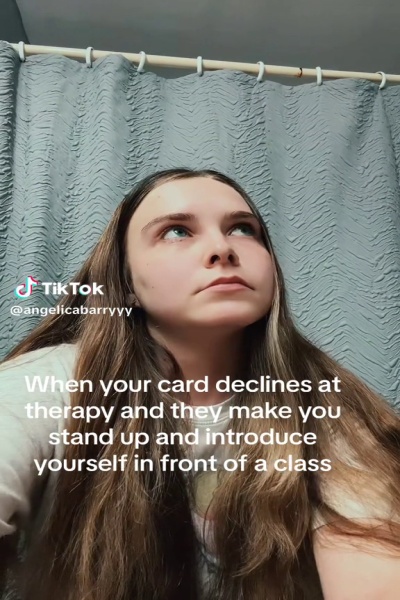 TikTok
@angelicabarryyy
When your card declines at
therapy and they make you
stand up and introduce
yourself in front of a class